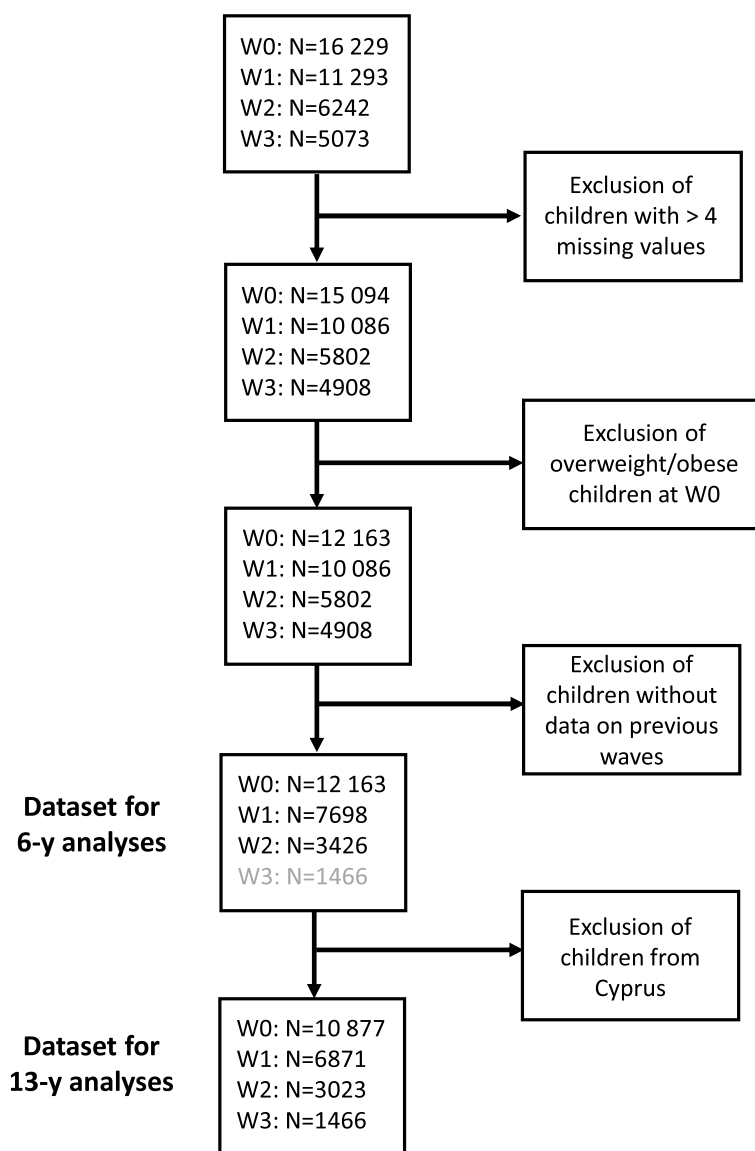 W0: N=16 229
W1: N=11 293
W2: N=6242
W3: N=5073
Exclusion of
children with > 4
missing values
W0: N=15 094
W1: N=10 086
W2: N=5802
W3: N=4908
Exclusion of
overweight/obese
children at W0
W0: N=12 163
W1: N=10 086
W2: N=5802
W3: N=4908
Exclusion of
children without
data on previous
waves
Dataset for
6-y analyses
W0: N=12 163
W1: N=7698
W2: N=3426
W3: N=1466
Exclusion of
children from
Cyprus
Dataset for
13-y analyses
W0: N=10 877
W1: N=6871
W2: N=3023
W3: N=1466